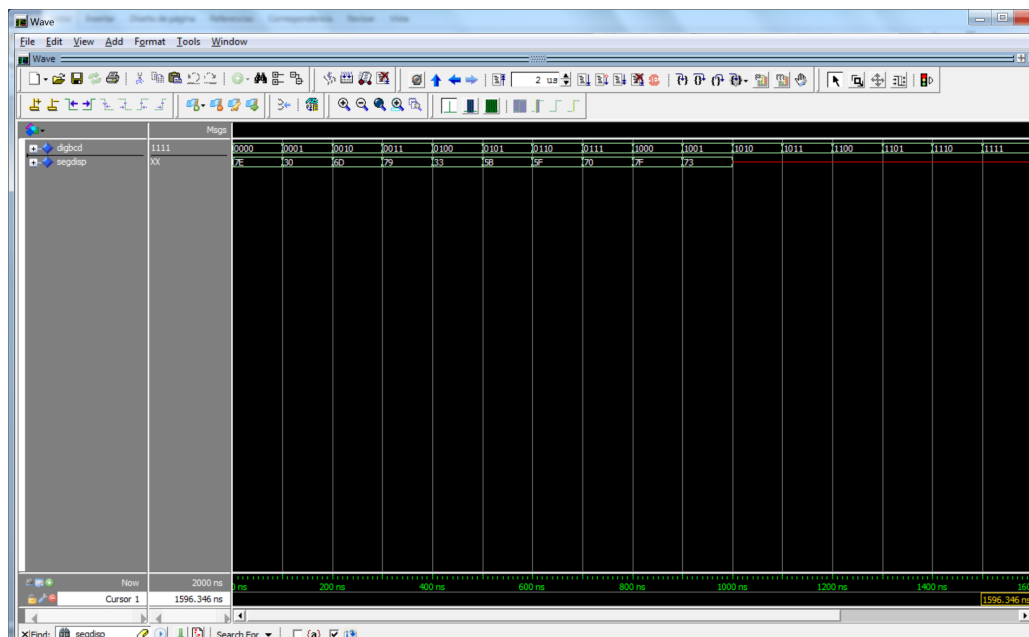 Wave
File Edit View Add Format Tools Window
Wave
2 us
Msgs
digbcd 1111 0000 0001 0010 0011 0100 0101 0110 0111 1000 1001 1010 1011 1100 1101 1110 1111
segdisp XX 7E 30 6D 79 33 5B 5F 70 7F 73
Now 2000 ns 200 ns 400 ns 600 ns 800 ns 1000 ns 1200 ns 1400 ns
Cursor 1 1596.346 ns 1596.346 ns
Find: segdisp Search For (a)